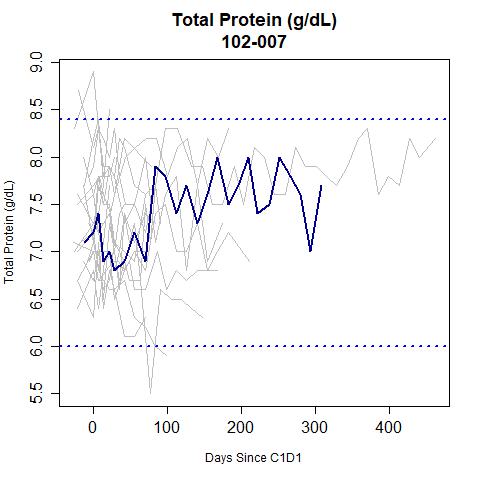 Total Protein (g/dL)
102-007
Total Protein (g/dL)
9.0
8.5
8.0
7.5
7.0
6.5
6.0
5.5
0 100 200 300 400
Days Since C1D1